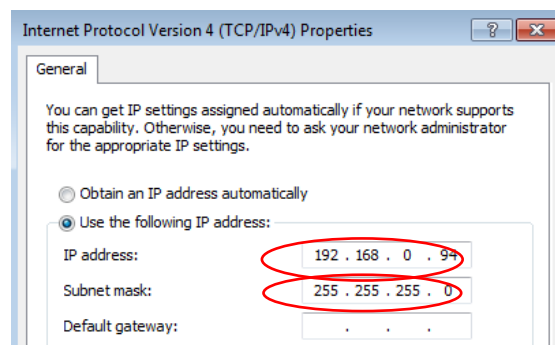 Internet Protocol Version 4 (TCP/IPv4) Properties
General
You can get IP settings assigned automatically if your network supports
this capability. Otherwise, you need to ask your network administrator
for the appropriate IP settings.
Obtain an IP address automatically
Use the following IP address:
IP address: 192 . 168 . 0 . 94
Subnet mask: 255 . 255 . 255 . 0
Default gateway: . . .